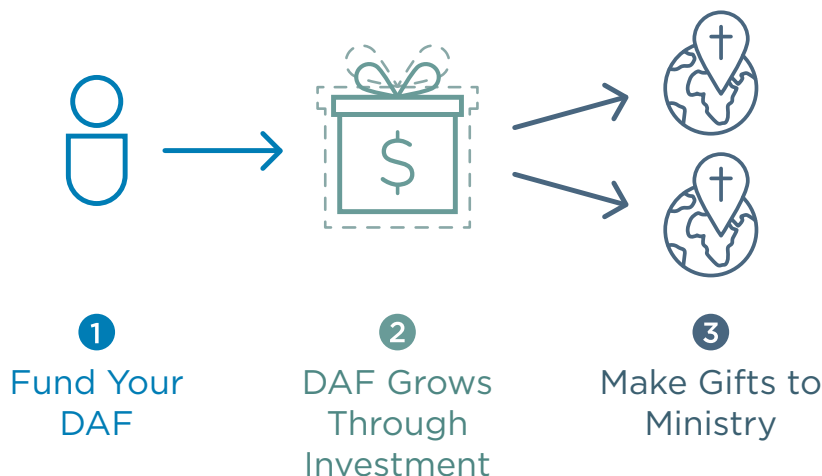 $
1
Fund Your
DAF
2
DAF Grows
Through
Investment
3
Make Gifts to
Ministry